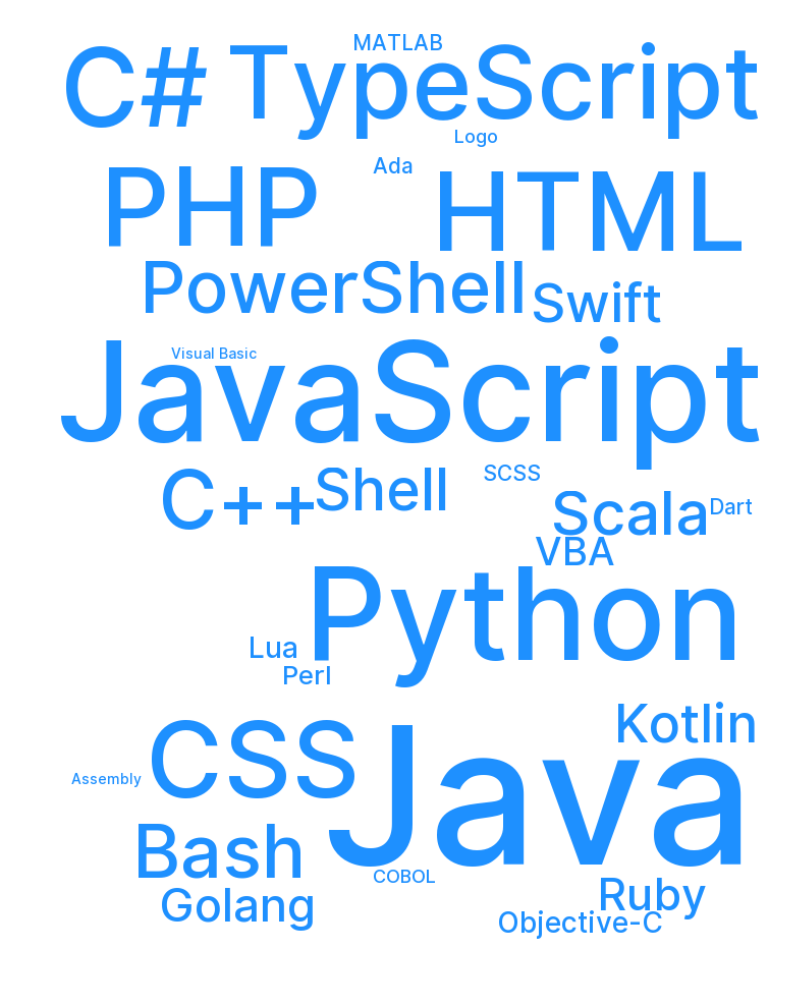 MATLAB
C# TypeScript
Logo
Ada
PHP HTML
PowerShell Swift
Visual Basic
JavaScript
C++ Shell SCSS
Scala Dart
VBA
Python
Lua
Perl
Kotlin
CSS Java
Assembly
Bash
COBOL
Golang Ruby
Objective-C